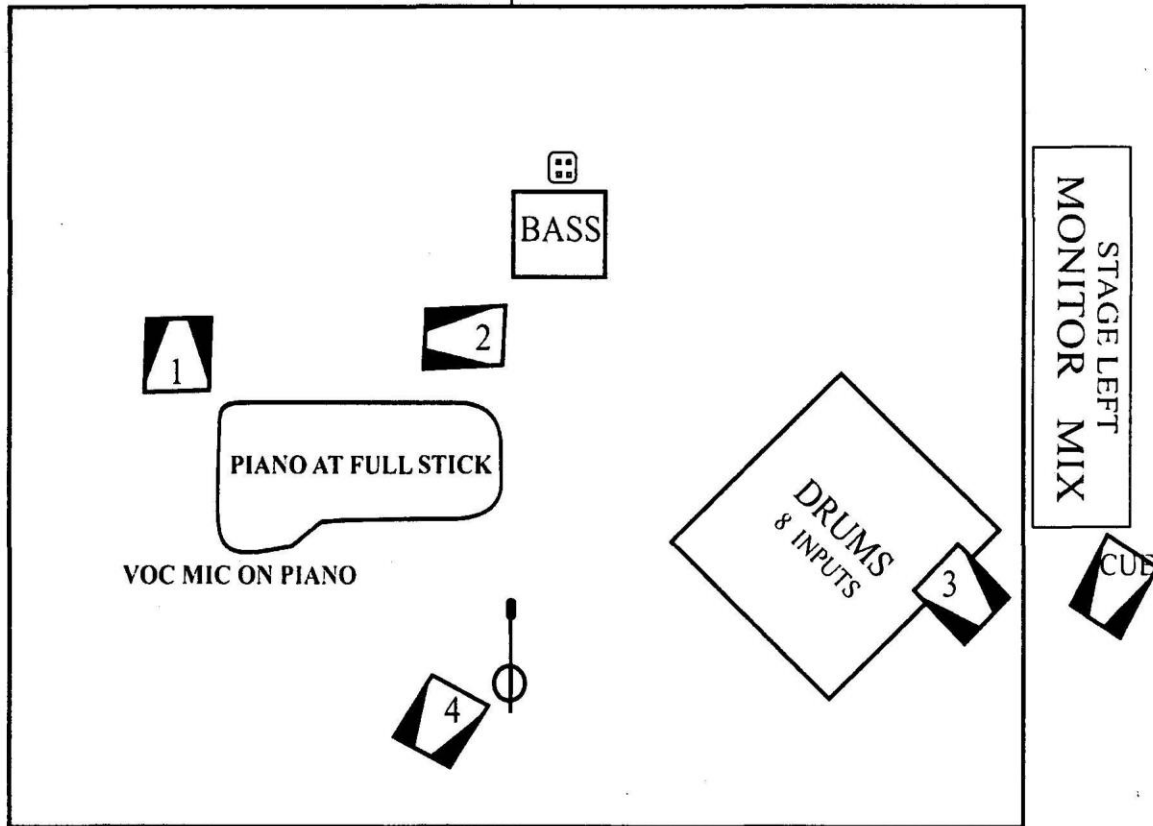 BASS
1
2
PIANO AT FULL STICK
VOC MIC ON PIANO
DRUMS
8 INPUTS
3
4
STAGE LEFT
MONITOR MIX
CUE